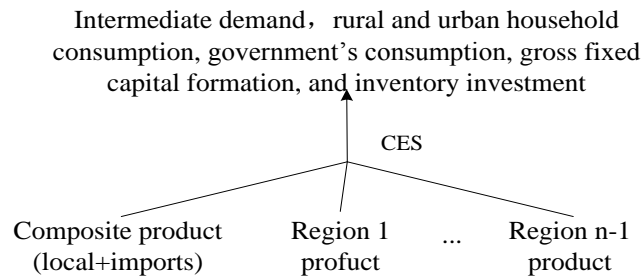 Intermediate demand，rural and urban household
consumption, government’s consumption, gross fixed
capital formation, and inventory investment
CES
Composite product
(local+imports)
Region 1
profuct
...
Region n-1
product